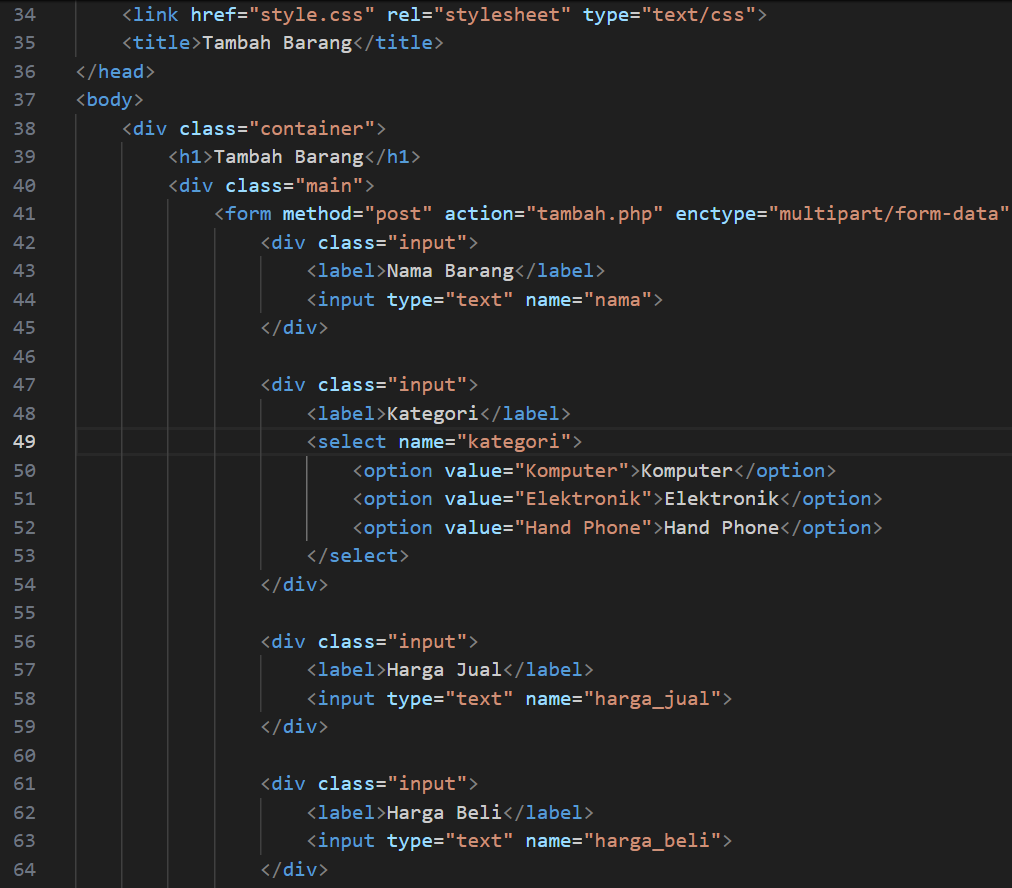 34 <link href="style.css" rel="stylesheet" type="text/css">
35 <title>Tambah Barang</title>
36 </head>
37 <body>
38 <div class="container">
39 <h1>Tambah Barang</h1>
40 <div class="main">
41 <form method="post" action="tambah.php" enctype="multipart/form-data"
42 <div class="input">
43 <label>Nama Barang</label>
44 <input type="text" name="nama">
45 </div>
46
47 <div class="input">
48 <label>Kategori</label>
49 <select name="kategori">
50 <option value="Komputer">Komputer</option>
51 <option value="Elektronik">Elektronik</option>
52 <option value="Hand Phone">Hand Phone</option>
53 </select>
54 </div>
55
56 <div class="input">
57 <label>Harga Jual</label>
58 <input type="text" name="harga_jual">
59 </div>
60
61 <div class="input">
62 <label>Harga Beli</label>
63 <input type="text" name="harga_beli">
64 </div>